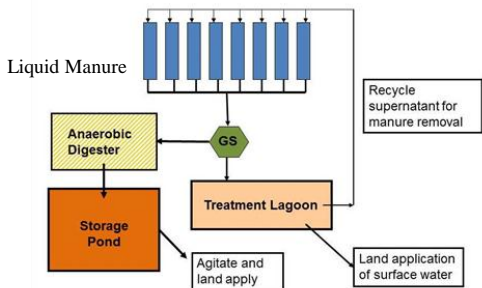 Liquid Manure
Recycle
supernatant for
manure removal
Anaerobic
Digester
GS
Treatment Lagoon
Storage
Pond
Agitate and
land apply
Land application
of surface water